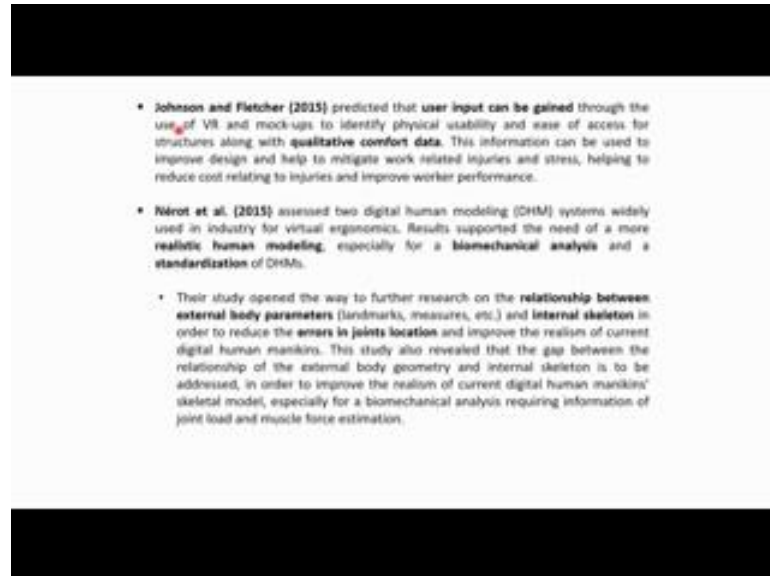 • Johnson and Fletcher (2015) predicted that user input can be gained through the
use of VR and mock-ups to identify physical usability and ease of access for
structures along with qualitative comfort data. This information can be used to
improve design and help to mitigate work related injuries and stress, helping to
reduce cost relating to injuries and improve worker performance.
• Nérot et al. (2015) assessed two digital human modeling (DHM) systems widely
used in industry for virtual ergonomics. Results supported the need of a more
realistic human modeling, especially for a biomechanical analysis and a
standardization of DHMs.
• Their study opened the way to further research on the relationship between
external body parameters (landmarks, measures, etc.) and internal skeleton in
order to reduce the errors in joints location and improve the realism of current
digital human manikins. This study also revealed that the gap between the
relationship of the external body geometry and internal skeleton is to be
addressed, in order to improve the realism of current digital human manikins'
skeletal model, especially for a biomechanical analysis requiring information of
joint load and muscle force estimation.